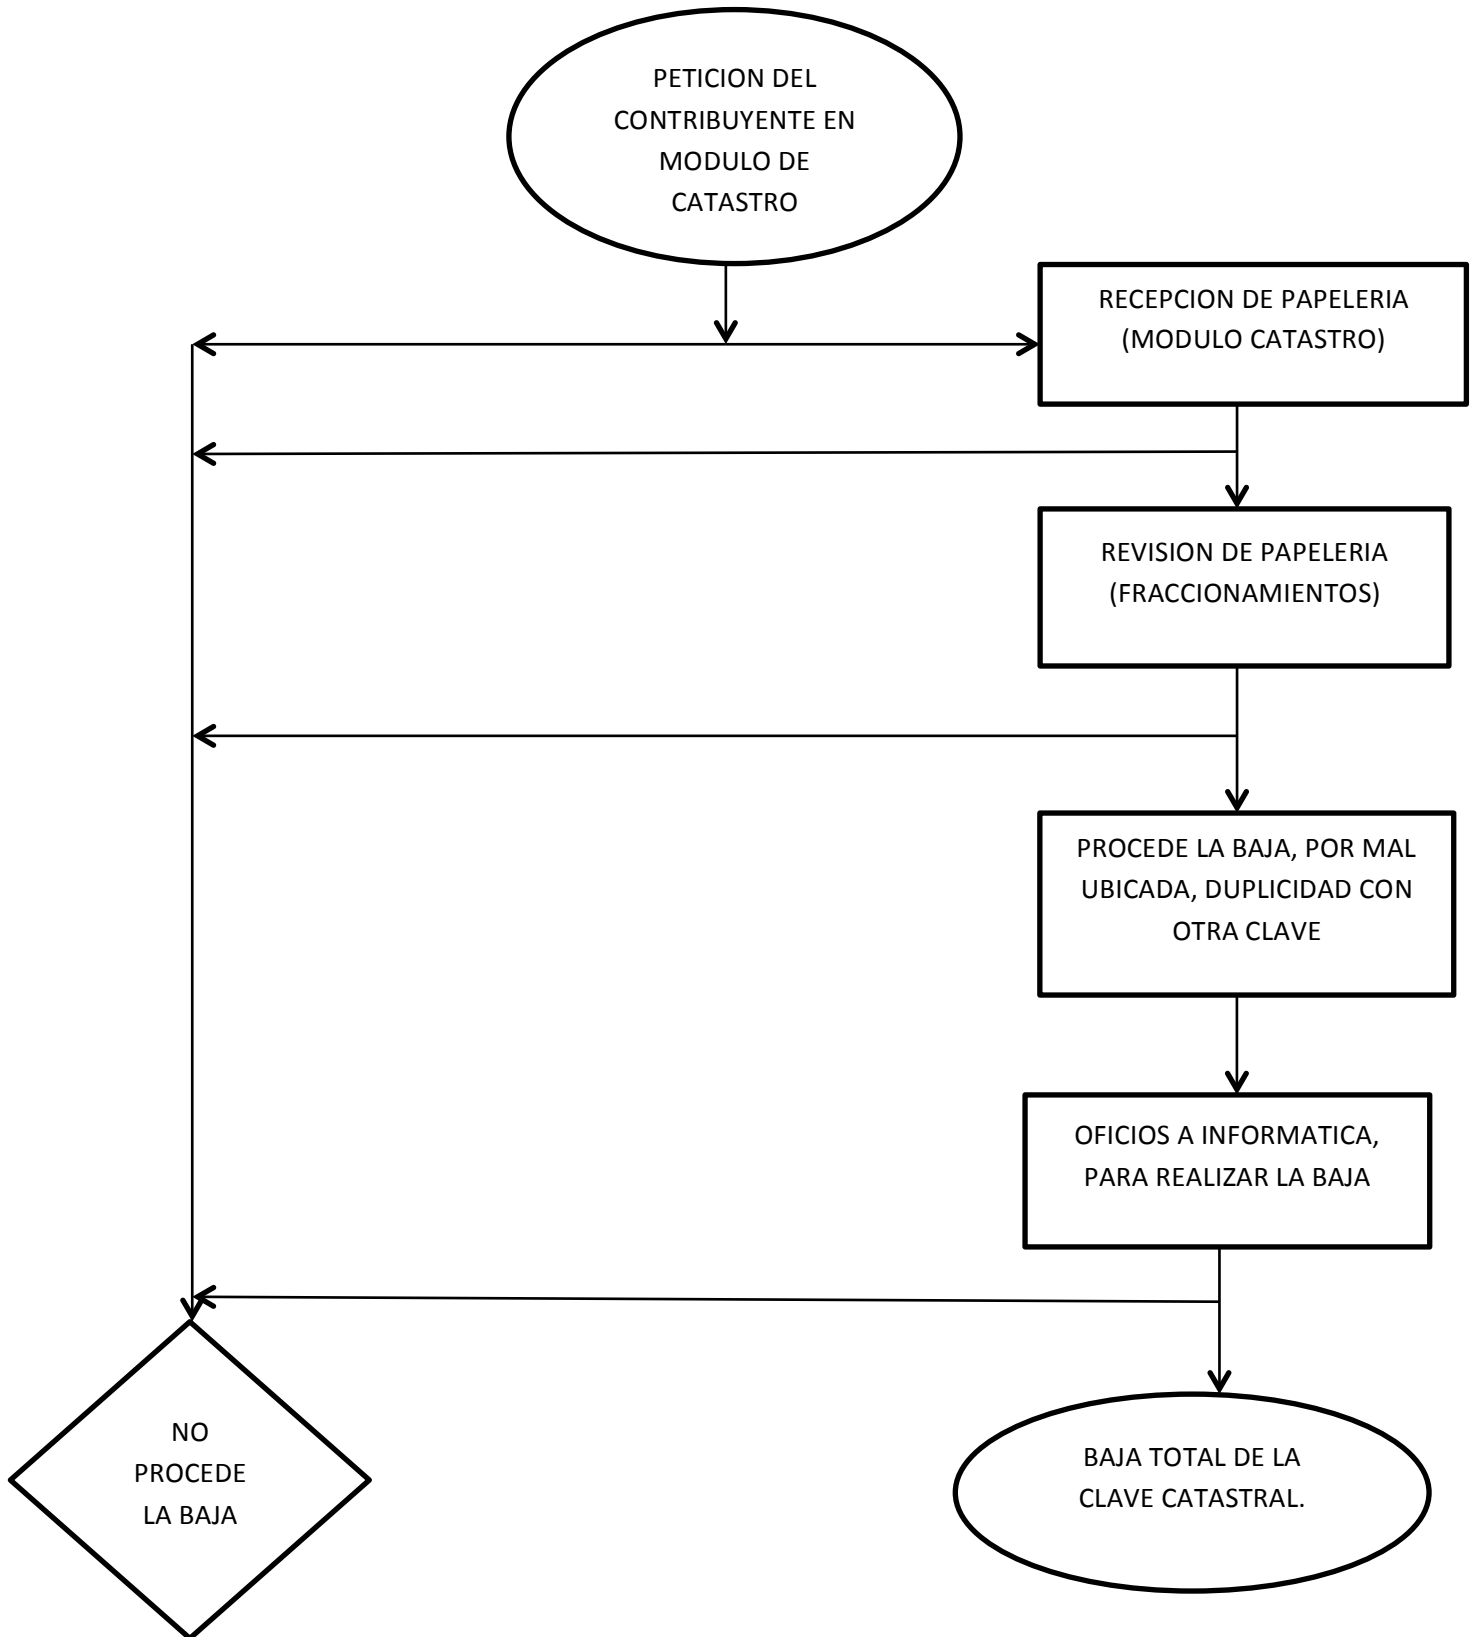 PETICION DEL
CONTRIBUYENTE EN
MODULO DE
CATASTRO
RECEPCION DE PAPELERIA
(MODULO CATASTRO)
REVISION DE PAPELERIA
(FRACCIONAMIENTOS)
PROCEDE LA BAJA, POR MAL
UBICADA, DUPLICIDAD CON
OTRA CLAVE
OFICIOS A INFORMATICA,
PARA REALIZAR LA BAJA
NO
PROCEDE
LA BAJA
BAJA TOTAL DE LA
CLAVE CATASTRAL.